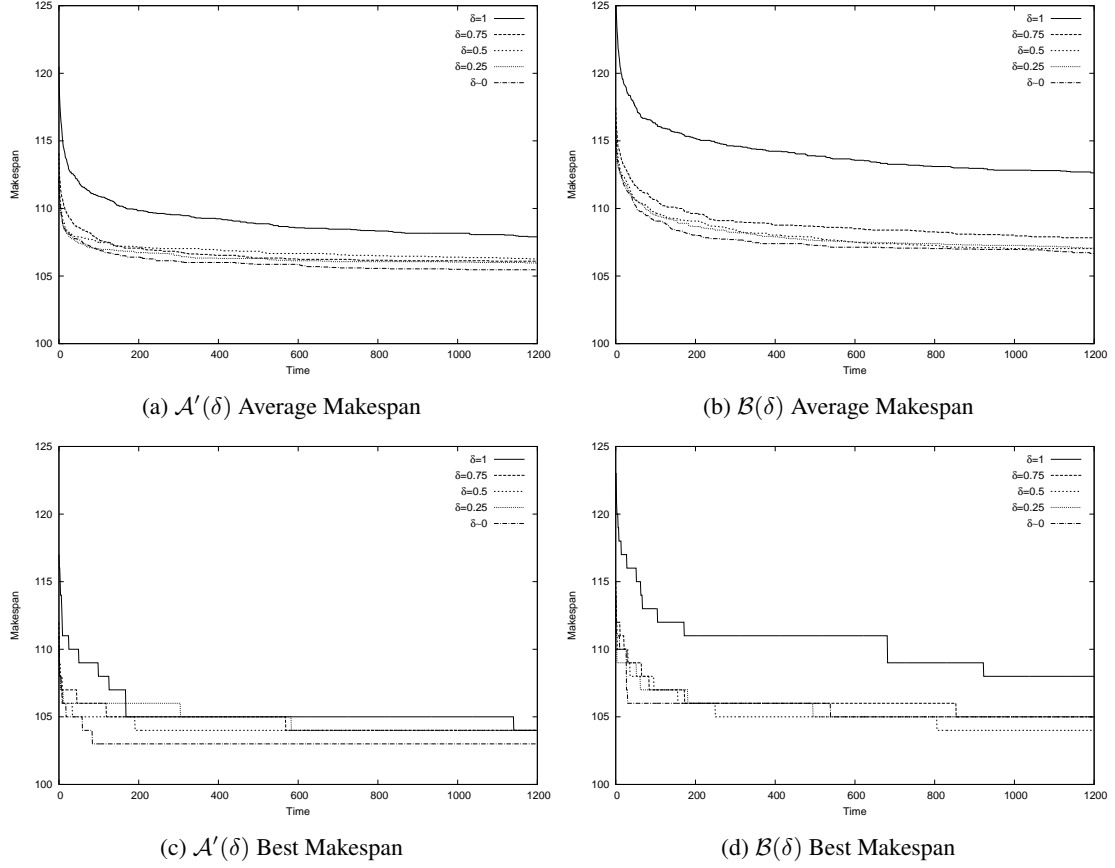 125
120
115
110
105
100
Makespan
0 200 400 600 800 1000 1200
Time
δ=1
δ=0.75
δ=0.5
δ=0.25
δ~0
(a) 𝒜′(δ) Average Makespan
125
120
115
110
105
100
Makespan
0 200 400 600 800 1000 1200
Time
δ=1
δ=0.75
δ=0.5
δ=0.25
δ~0
(b) ℬ(δ) Average Makespan
125
120
115
110
105
100
Makespan
0 200 400 600 800 1000 1200
Time
δ=1
δ=0.75
δ=0.5
δ=0.25
δ~0
(c) 𝒜′(δ) Best Makespan
125
120
115
110
105
100
Makespan
0 200 400 600 800 1000 1200
Time
δ=1
δ=0.75
δ=0.5
δ=0.25
δ~0
(d) ℬ(δ) Best Makespan